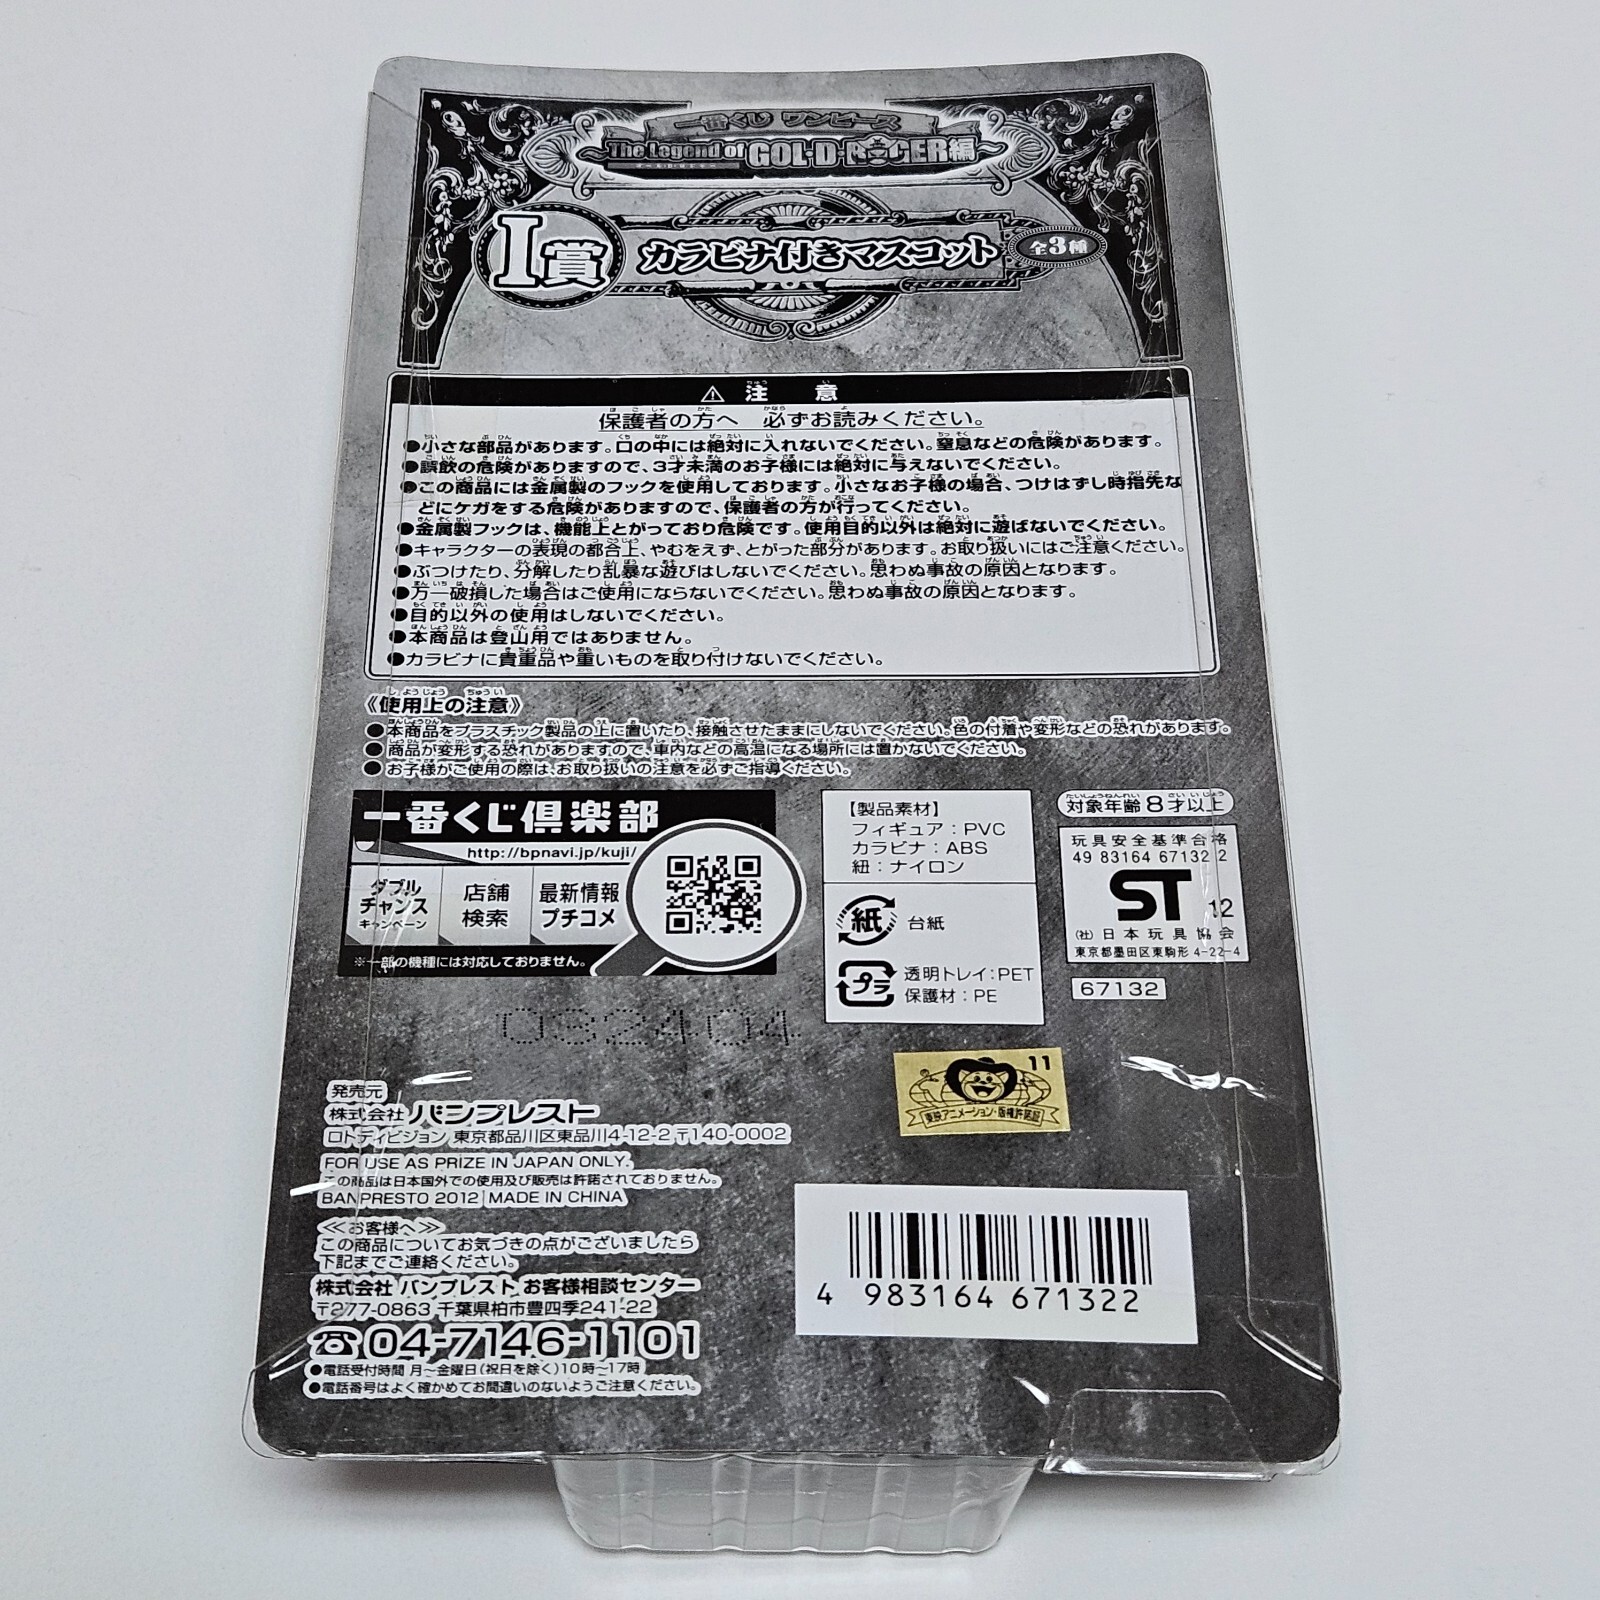 一番くじ ワンピース
～The Legend of GOL・D・ROGER編～
I賞 カラビナ付きマスコット 全3種
⚠ 注意
保護者の方へ 必ずお読みください。
●小さな部品があります。口の中には絶対に入れないでください。窒息などの危険があります。
●誤飲の危険がありますので、3才未満のお子様には絶対に与えないでください。
●この商品には金属製のフックを使用しております。小さなお子様の場合、つけはずし時指先な
どにケガをする危険がありますので、保護者の方が行ってください。
●金属製フックは、機能上とがっており危険です。使用目的以外は絶対に遊ばないでください。
●キャラクターの表現の都合上、やむをえず、とがった部分があります。お取り扱いにはご注意ください。
●ぶつけたり、分解したり乱暴な遊びはしないでください。思わぬ事故の原因となります。
●万一破損した場合はご使用にならないでください。思わぬ事故の原因となります。
●目的以外の使用はしないでください。
●本商品は登山用ではありません。
●カラビナに貴重品や重いものを取り付けないでください。
《使用上の注意》
●本商品をプラスチック製品の上に置いたり、接触させたままにしないでください。色の付着や変形などの恐れがあります。
●商品が変形する恐れがありますので、車内などの高温になる場所には置かないでください。
●お子様がご使用の際は、お取り扱いの注意を必ずご指導ください。
一番くじ倶楽部
http://bpnavi.jp/kuji/
ダブルチャンスキャンペーン
店舗検索
最新情報プチコメ
※一部の機種には対応しておりません。
【製品素材】
フィギュア：PVC
カラビナ：ABS
紐：ナイロン
紙 台紙
プラ 透明トレイ：PET
保護材：PE
対象年齢8才以上
玩具安全基準合格
49 83164 67132 2
ST 12
(社)日本玩具協会
東京都墨田区東駒形 4-22-4
67132
032404
11
東映アニメーション・版権許諾証
発売元
株式会社 バンプレスト
ロトディビジョン 東京都品川区東品川4-12-2 〒140-0002
FOR USE AS PRIZE IN JAPAN ONLY.
この商品は日本国外での使用及び販売は許諾されておりません。
BANPRESTO 2012 MADE IN CHINA
≪お客様へ≫
この商品についてお気づきの点がございましたら
下記までご連絡ください。
株式会社 バンプレスト お客様相談センター
〒277-0863 千葉県柏市豊四季241-22
☎04-7146-1101
●電話受付時間 月～金曜日(祝日を除く)10時～17時
●電話番号はよく確かめてお間違いのないようご注意ください。
4 983164 671322